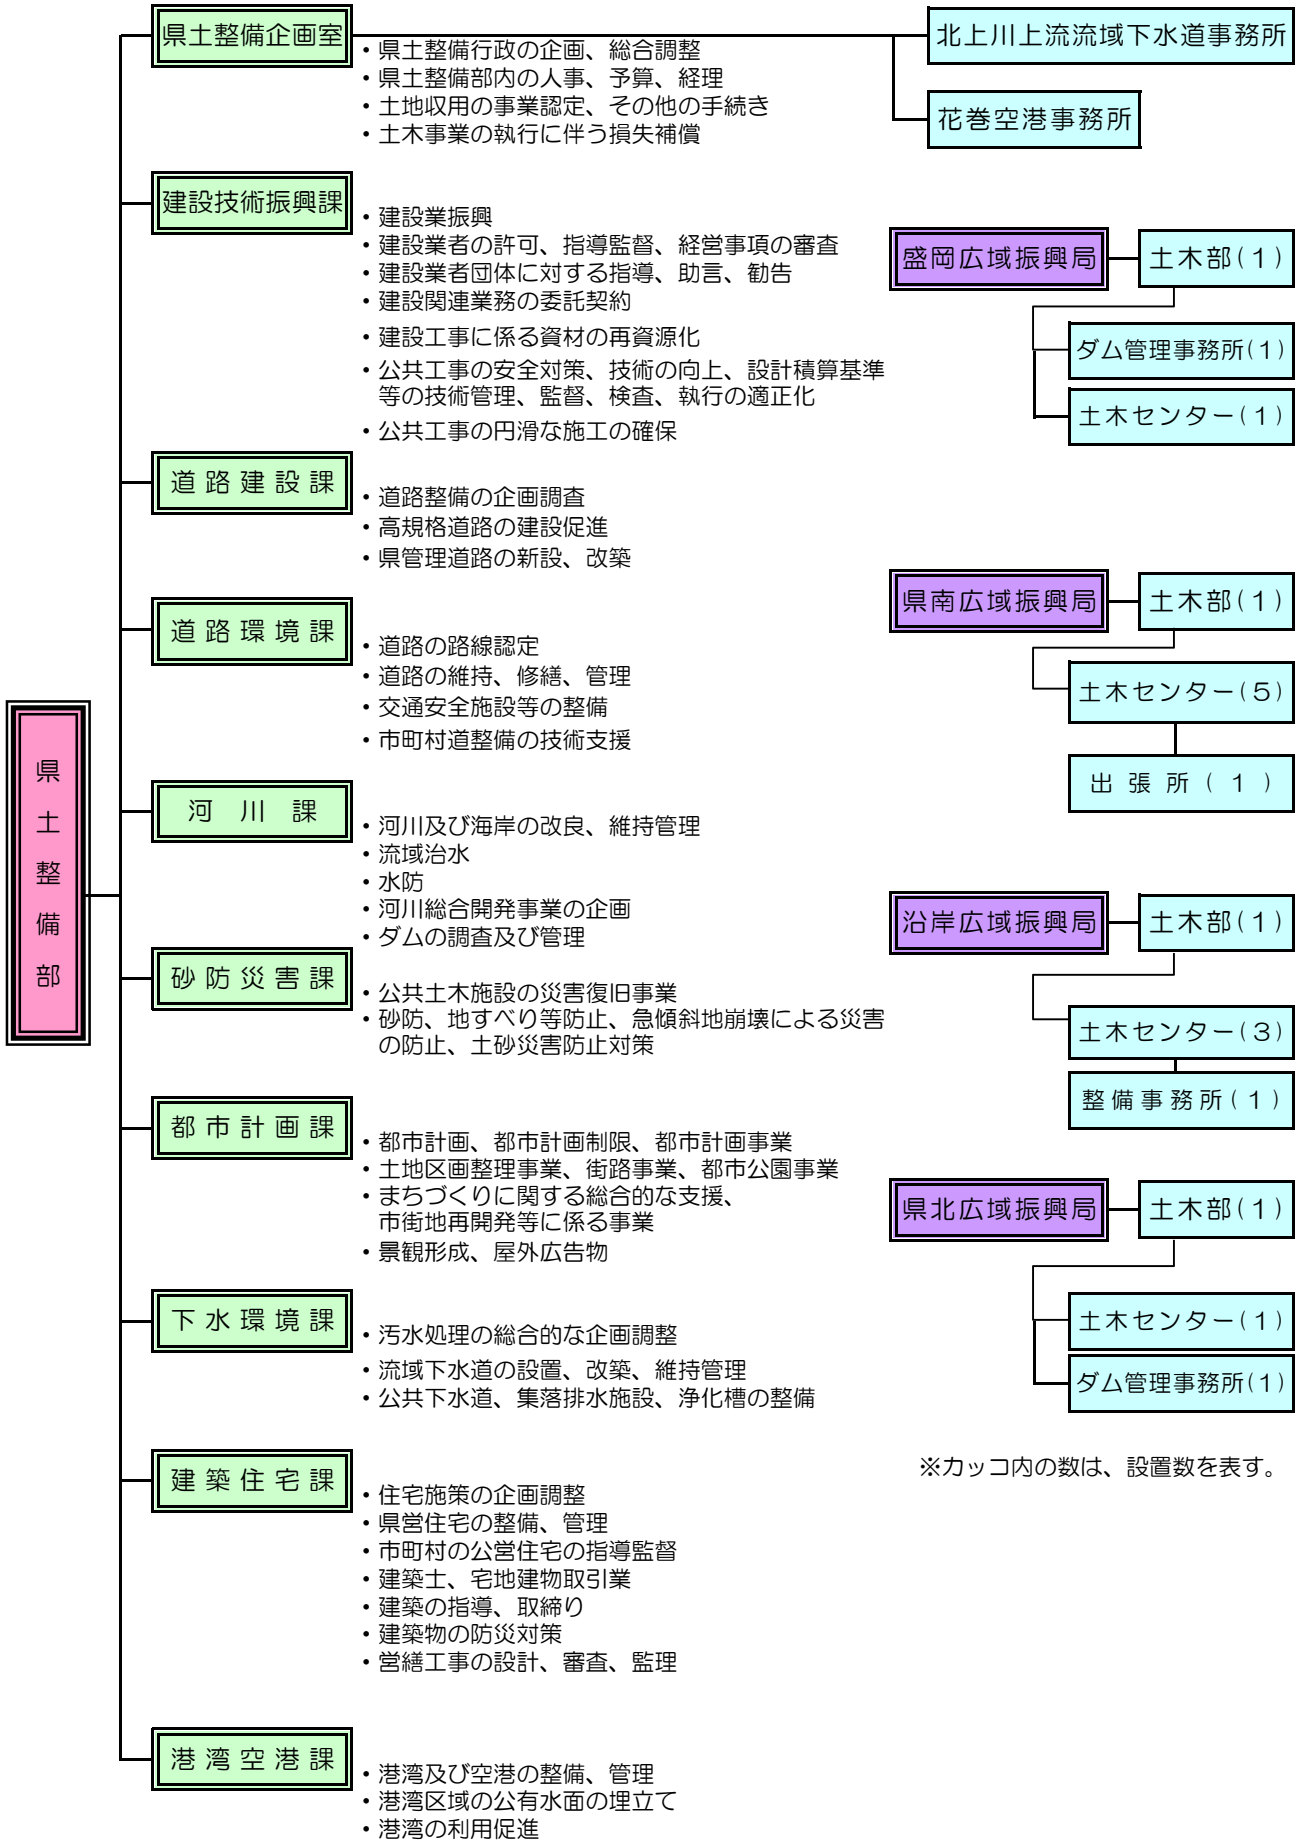 県土整備部
県土整備企画室
・県土整備行政の企画、総合調整
・県土整備部内の人事、予算、経理
・土地収用の事業認定、その他の手続き
・土木事業の執行に伴う損失補償
建設技術振興課
・建設業振興
・建設業者の許可、指導監督、経営事項の審査
・建設業者団体に対する指導、助言、勧告
・建設関連業務の委託契約
・建設工事に係る資材の再資源化
・公共工事の安全対策、技術の向上、設計積算基準
等の技術管理、監督、検査、執行の適正化
・公共工事の円滑な施工の確保
道路建設課
・道路整備の企画調査
・高規格道路の建設促進
・県管理道路の新設、改築
道路環境課
・道路の路線認定
・道路の維持、修繕、管理
・交通安全施設等の整備
・市町村道整備の技術支援
河川課
・河川及び海岸の改良、維持管理
・流域治水
・水防
・河川総合開発事業の企画
・ダムの調査及び管理
砂防災害課
・公共土木施設の災害復旧事業
・砂防、地すべり等防止、急傾斜地崩壊による災害
の防止、土砂災害防止対策
都市計画課
・都市計画、都市計画制限、都市計画事業
・土地区画整理事業、街路事業、都市公園事業
・まちづくりに関する総合的な支援、
市街地再開発等に係る事業
・景観形成、屋外広告物
下水環境課
・汚水処理の総合的な企画調整
・流域下水道の設置、改築、維持管理
・公共下水道、集落排水施設、浄化槽の整備
建築住宅課
・住宅施策の企画調整
・県営住宅の整備、管理
・市町村の公営住宅の指導監督
・建築士、宅地建物取引業
・建築の指導、取締り
・建築物の防災対策
・営繕工事の設計、審査、監理
港湾空港課
・港湾及び空港の整備、管理
・港湾区域の公有水面の埋立て
・港湾の利用促進
北上川上流流域下水道事務所
花巻空港事務所
盛岡広域振興局
土木部(1)
ダム管理事務所(1)
土木センター(1)
県南広域振興局
土木部(1)
土木センター(5)
出張所(1)
沿岸広域振興局
土木部(1)
土木センター(3)
整備事務所(1)
県北広域振興局
土木部(1)
土木センター(1)
ダム管理事務所(1)
※カッコ内の数は、設置数を表す。